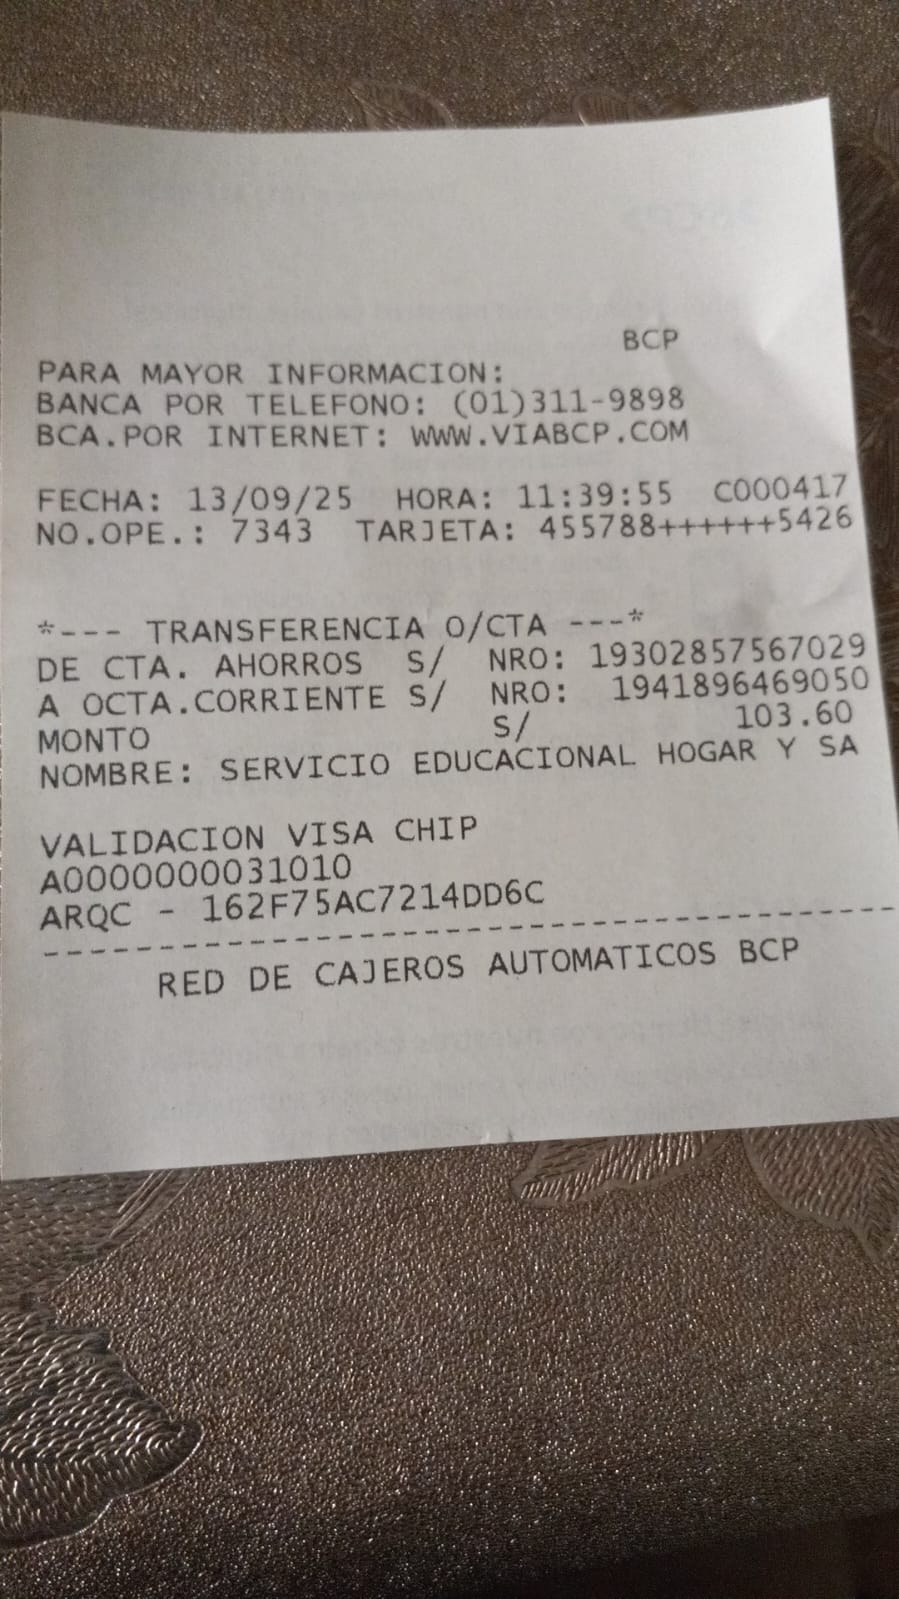 BCP
PARA MAYOR INFORMACION:
BANCA POR TELEFONO: (01)311-9898
BCA.POR INTERNET: WWW.VIABCP.COM
FECHA: 13/09/25 HORA: 11:39:55 C000417
NO.OPE.: 7343 TARJETA: 455788++++++5426
*--- TRANSFERENCIA O/CTA ---*
DE CTA. AHORROS S/ NRO: 19302857567029
A OCTA.CORRIENTE S/ NRO: 1941896469050
MONTO S/ 103.60
NOMBRE: SERVICIO EDUCACIONAL HOGAR Y SA
VALIDACION VISA CHIP
A0000000031010
ARQC - 162F75AC7214DD6C
----------------------------------------
RED DE CAJEROS AUTOMATICOS BCP